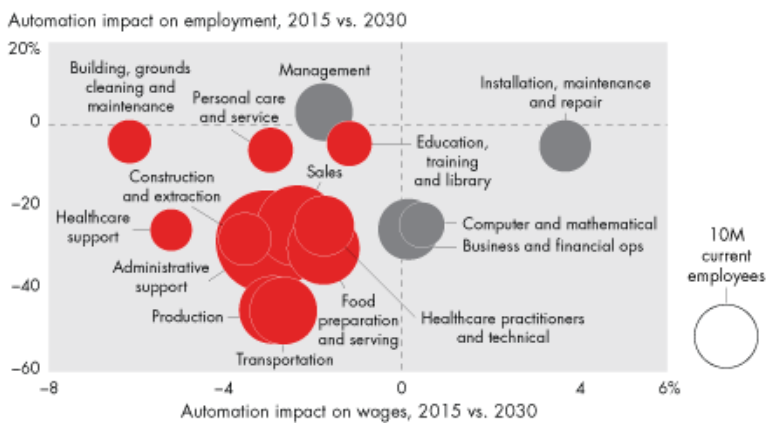 Automation impact on employment, 2015 vs. 2030
20%
Building, grounds
cleaning and
maintenance
Management
Personal care
and service
Installation, maintenance
and repair
0
Education,
training
and library
Construction
and extraction
Sales
–20
Healthcare
support
Computer and mathematical
Business and financial ops
10M
current
employees
Administrative
support
–40
Production
Food
preparation
and serving
Healthcare practitioners
and technical
Transportation
–60
–8
–4
0
4
6%
Automation impact on wages, 2015 vs. 2030